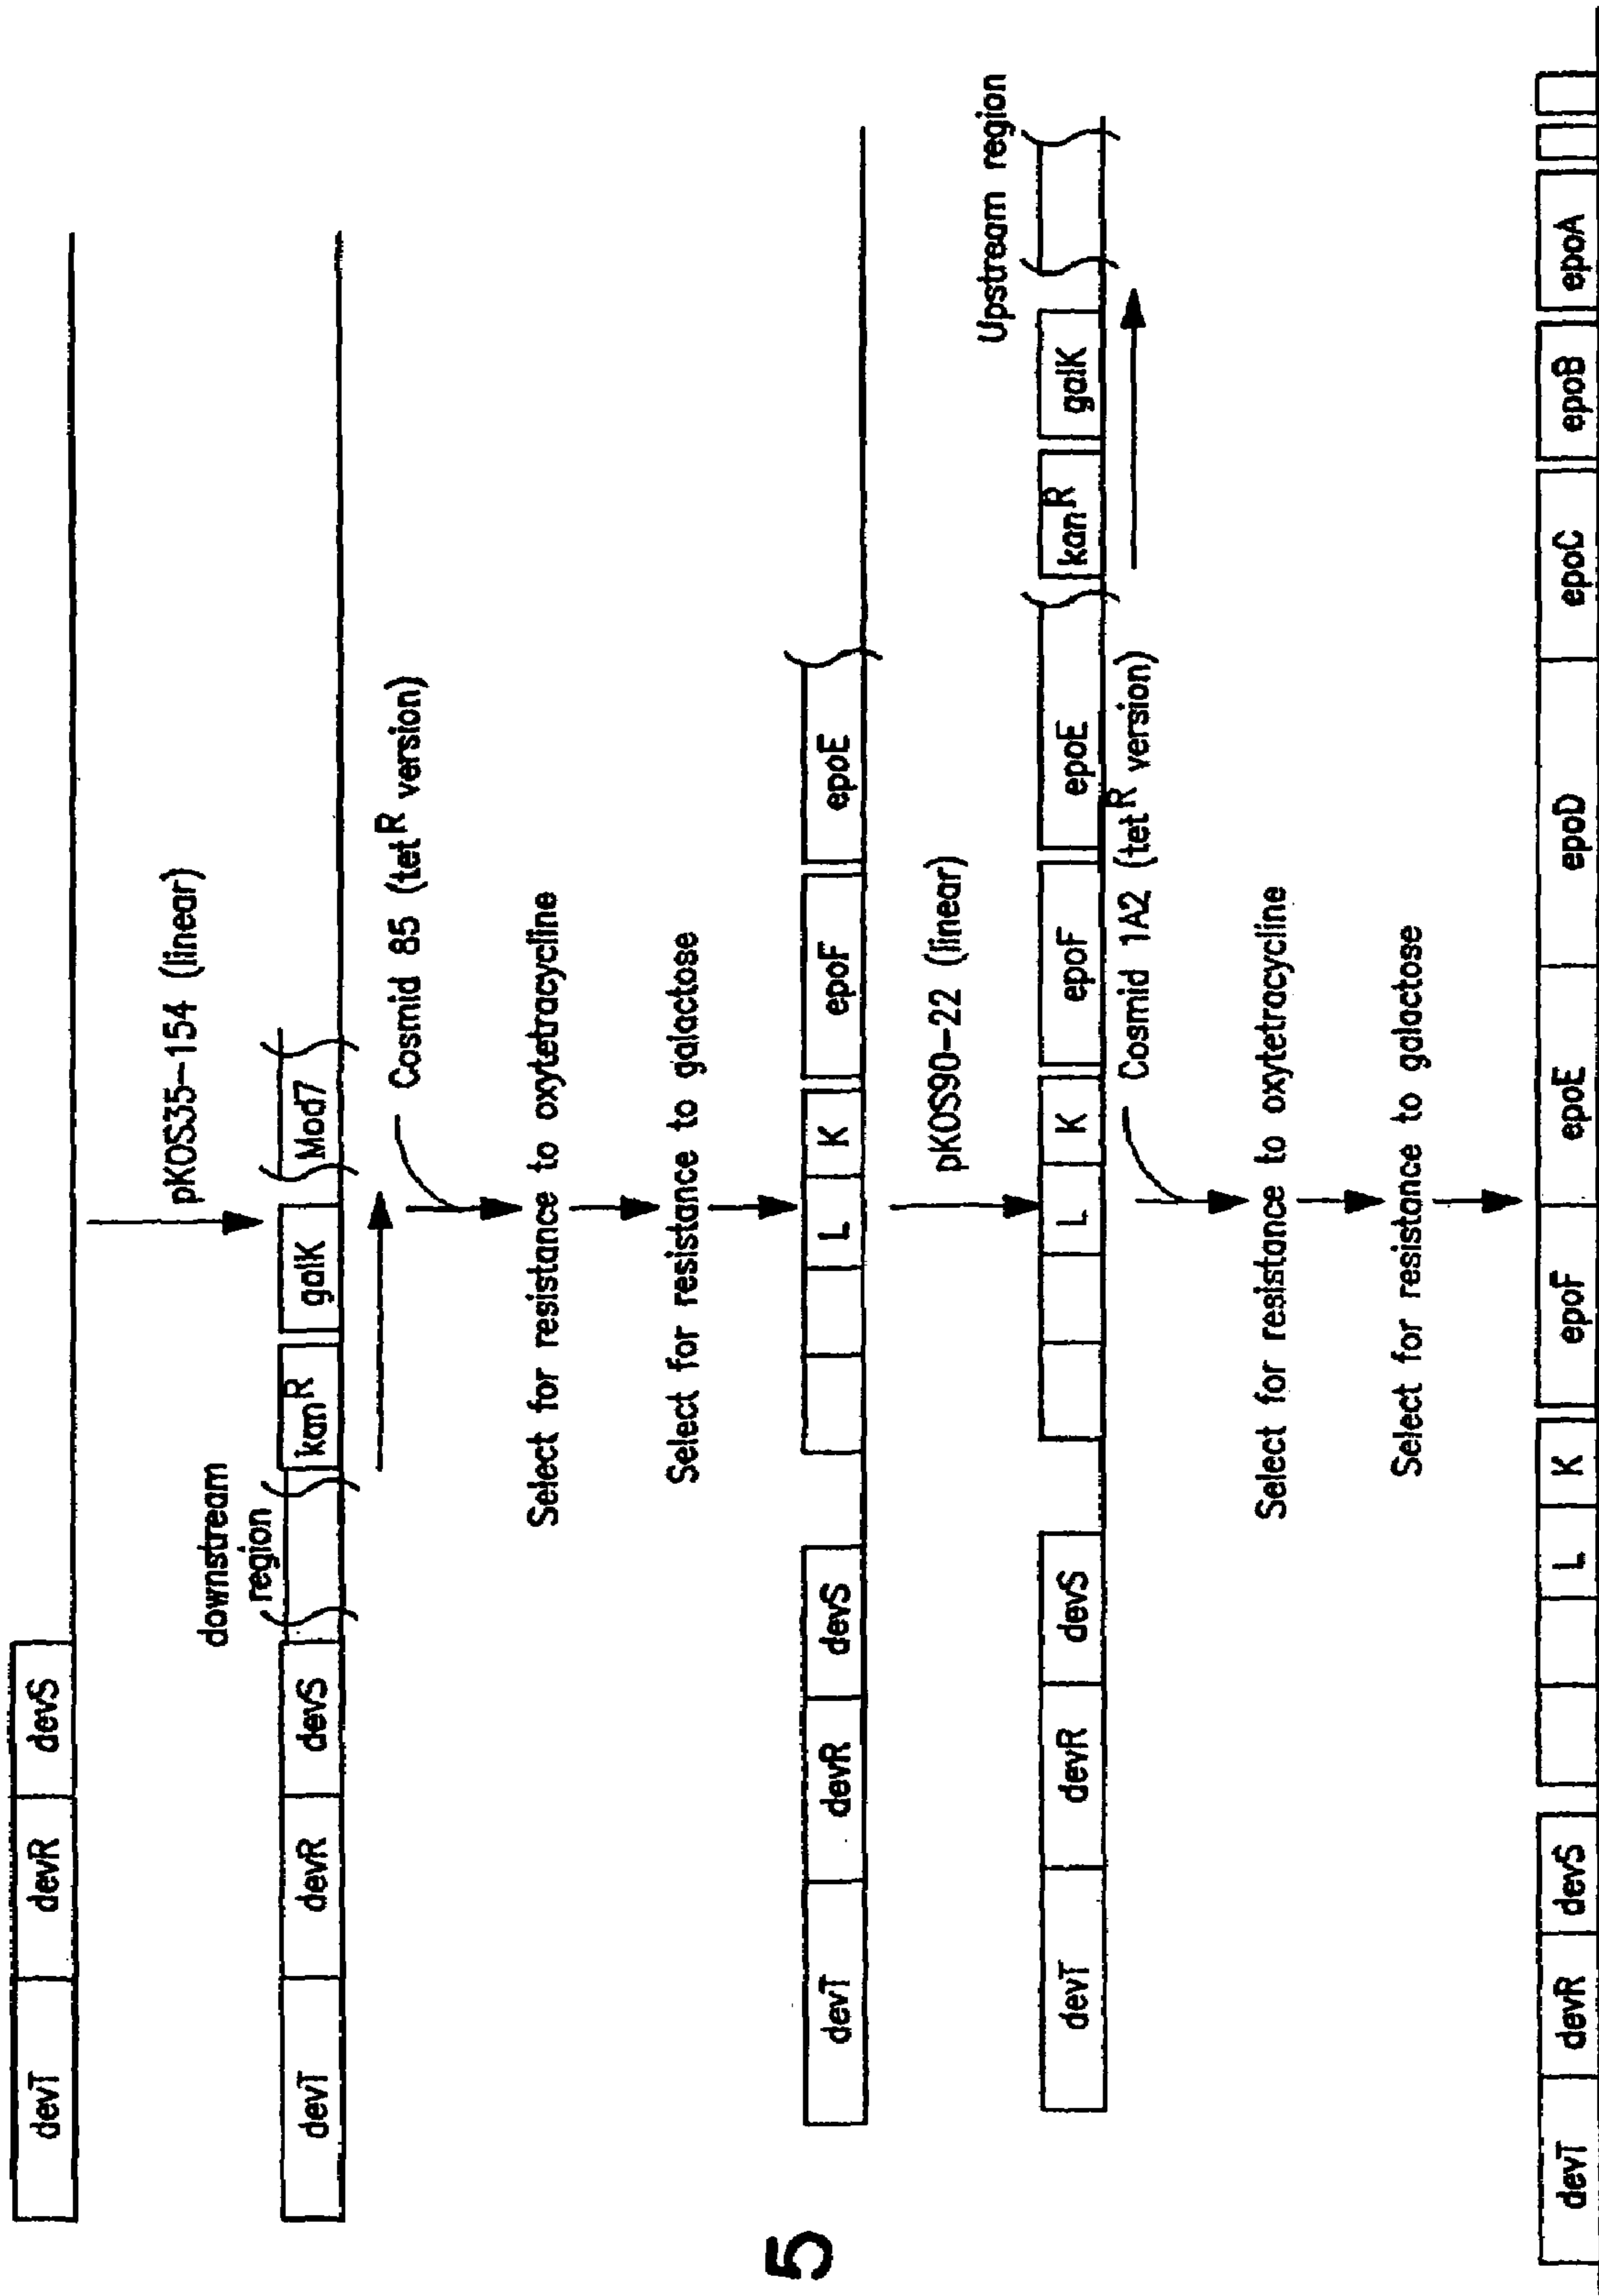 devT devR devS
pKOS35-154 (linear)
downstream
region
devT devR devS kanR galK Mod7
Cosmid 85 (tetR version)
Select for resistance to oxytetracycline
Select for resistance to galactose
devT devR devS L K epoF epoE
pKOS90-22 (linear)
Upstream region
devT devR devS L K epoF epoE kanR galK
Cosmid 1A2 (tetR version)
Select for resistance to oxytetracycline
Select for resistance to galactose
devT devR devS L K epoF epoE epoD epoC epoB epoA
5